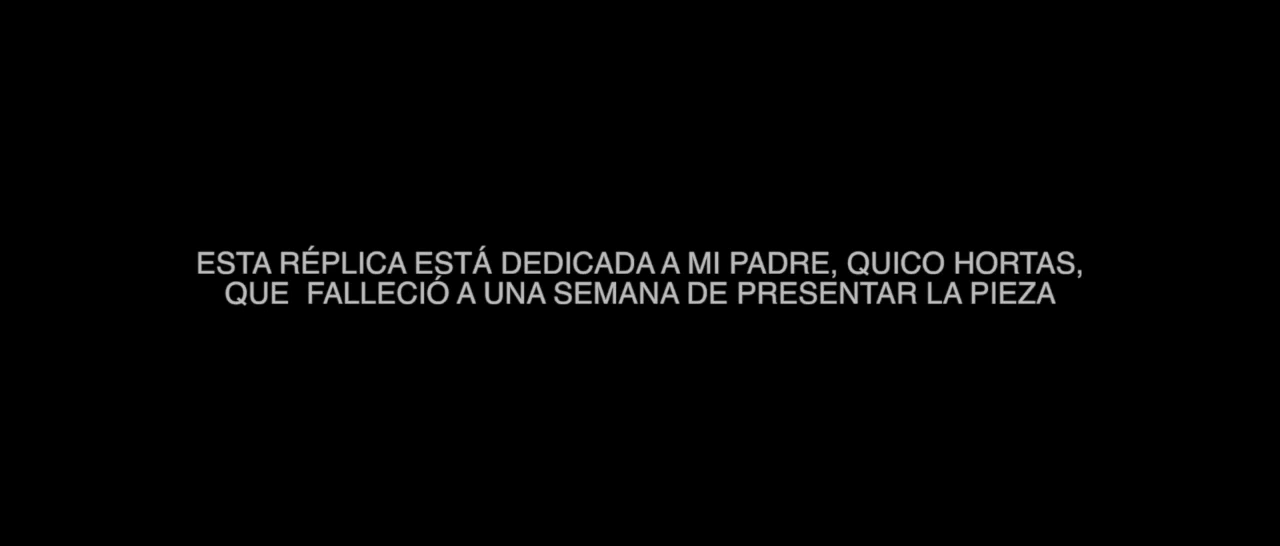 ESTA RÉPLICA ESTÁ DEDICADA A MI PADRE, QUICO HORTAS,
QUE  FALLECIÓ A UNA SEMANA DE PRESENTAR LA PIEZA